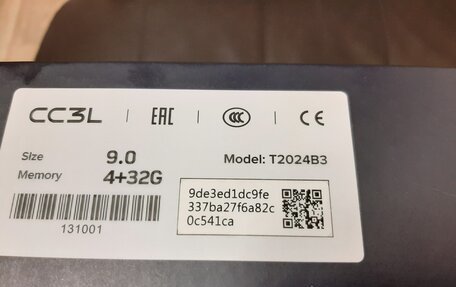 CC3L | EAC | CCC | CE
Size 9.0 Model: T2024B3
Memory 4+32G
9de3ed1dc9fe
337ba27f6a82c
0c541ca
131001